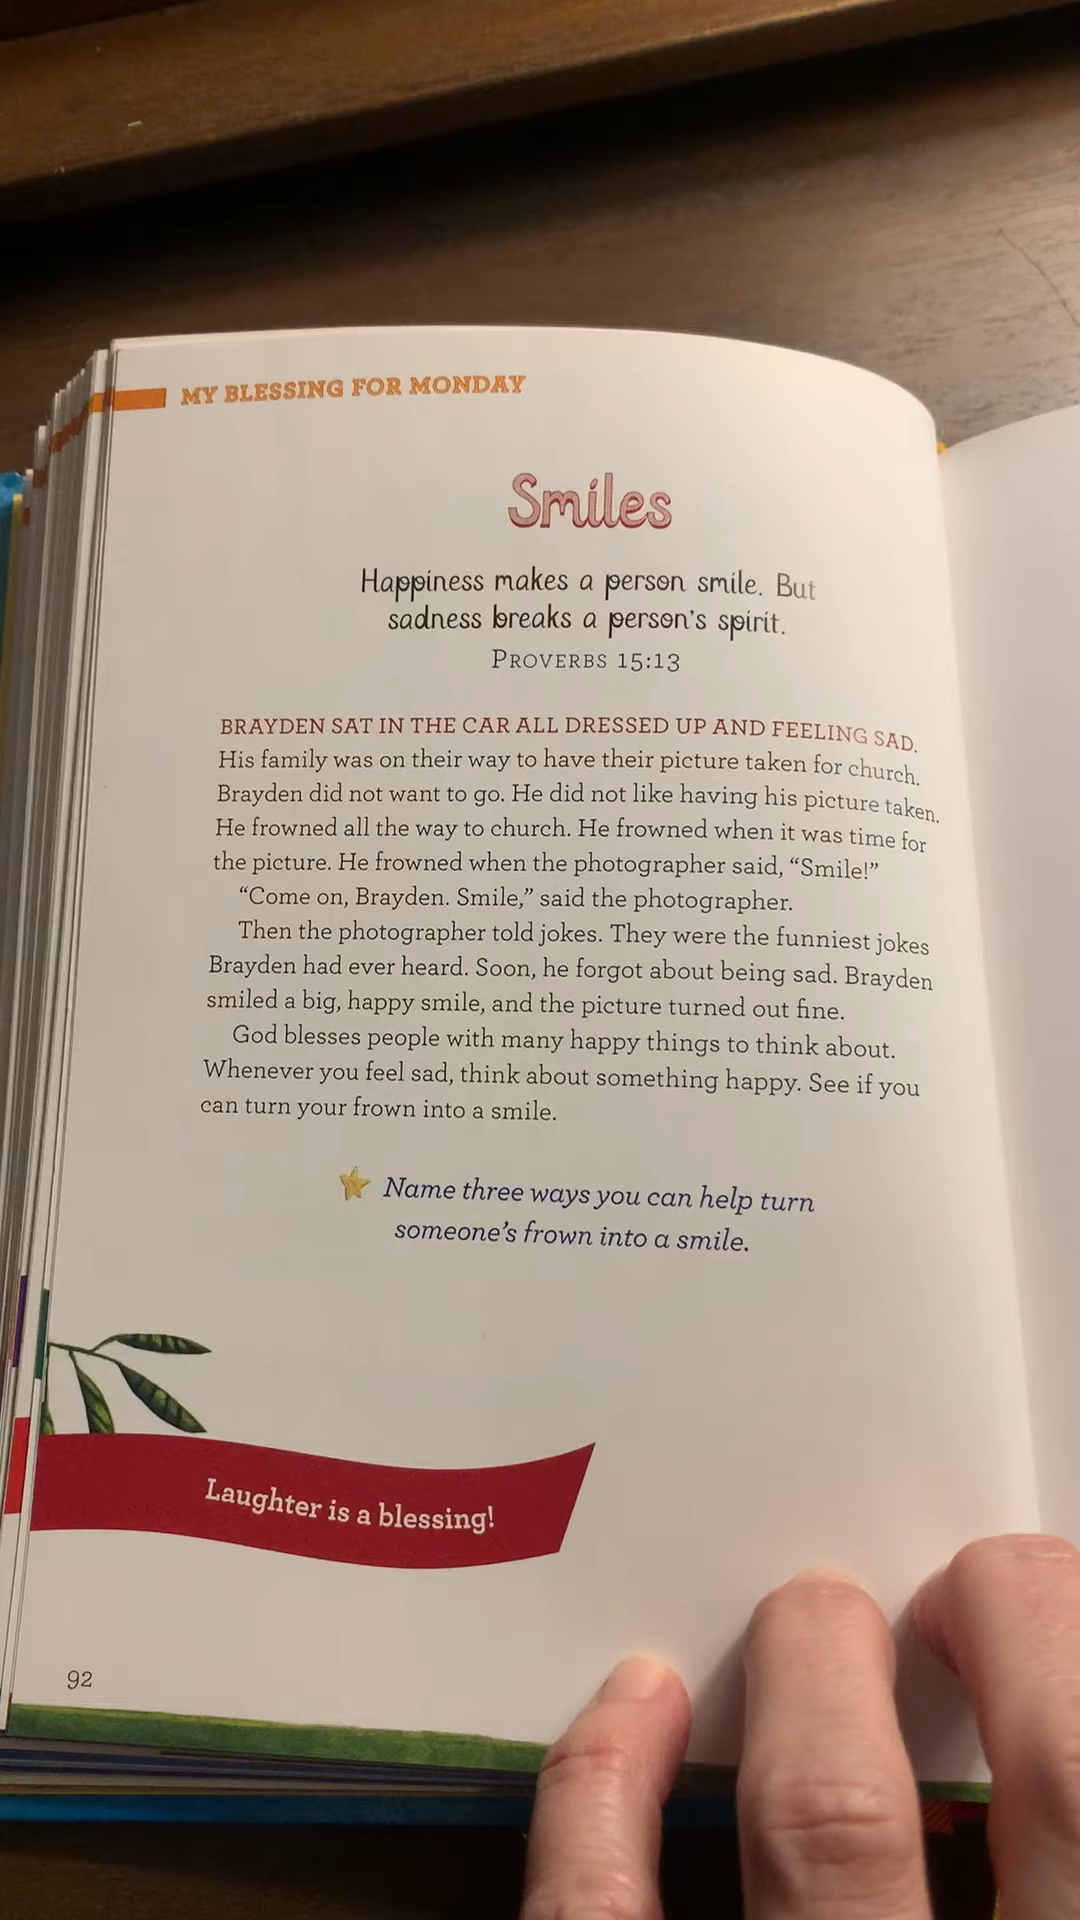 MY BLESSING FOR MONDAY
Smiles
Happiness makes a person smile. But
sadness breaks a person's spirit.
PROVERBS 15:13
BRAYDEN SAT IN THE CAR ALL DRESSED UP AND FEELING SAD.
His family was on their way to have their picture taken for church.
Brayden did not want to go. He did not like having his picture taken.
He frowned all the way to church. He frowned when it was time for
the picture. He frowned when the photographer said, “Smile!”
“Come on, Brayden. Smile,” said the photographer.
Then the photographer told jokes. They were the funniest jokes
Brayden had ever heard. Soon, he forgot about being sad. Brayden
smiled a big, happy smile, and the picture turned out fine.
God blesses people with many happy things to think about.
Whenever you feel sad, think about something happy. See if you
can turn your frown into a smile.
Name three ways you can help turn
someone's frown into a smile.
Laughter is a blessing!
92